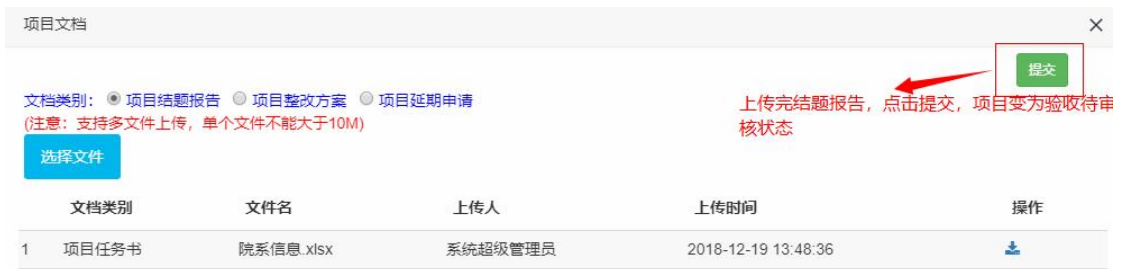 项目文档
提交
文档类别： 项目结题报告 项目整改方案 项目延期申请
(注意：支持多文件上传，单个文件不能大于10M)
上传完结题报告，点击提交，项目变为验收待审
核状态
选择文件
文档类别 文件名 上传人 上传时间 操作
1 项目任务书 院系信息.xlsx 系统超级管理员 2018-12-19 13:48:36